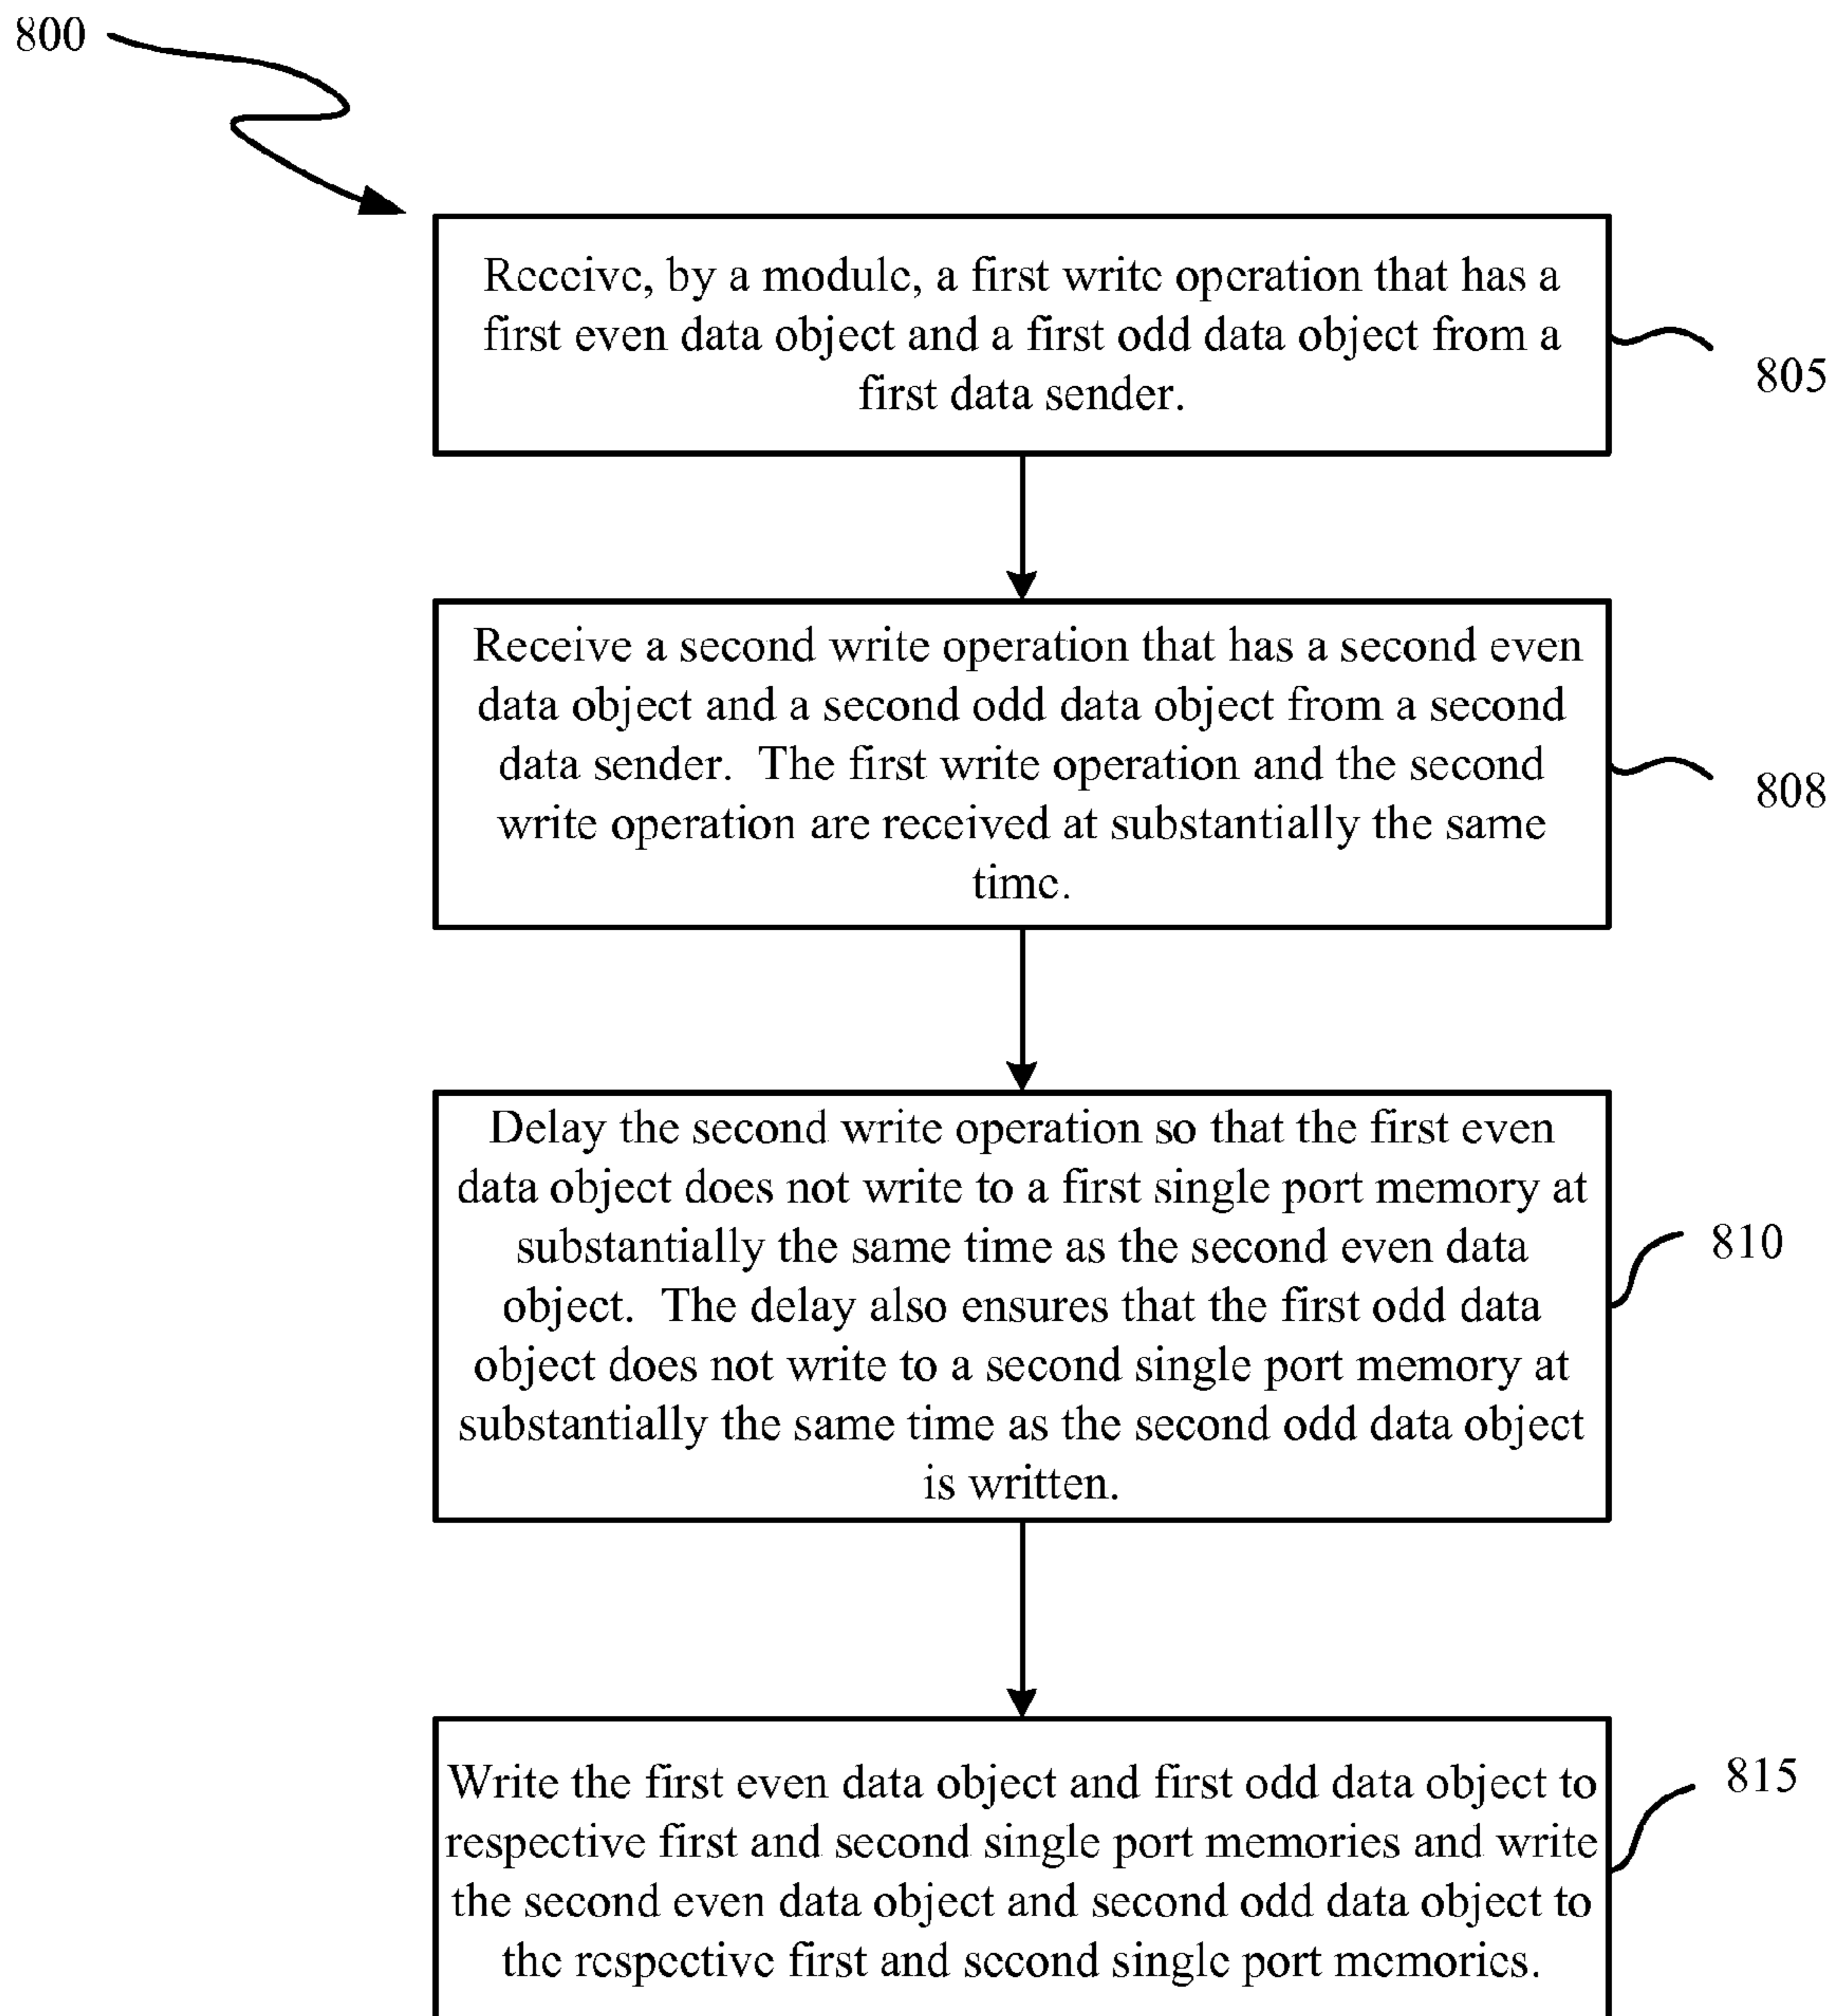 800
Receive, by a module, a first write operation that has a
first even data object and a first odd data object from a
first data sender.
805
Receive a second write operation that has a second even
data object and a second odd data object from a second
data sender.  The first write operation and the second
write operation are received at substantially the same
time.
808
Delay the second write operation so that the first even
data object does not write to a first single port memory at
substantially the same time as the second even data
object.  The delay also ensures that the first odd data
object does not write to a second single port memory at
substantially the same time as the second odd data object
is written.
810
Write the first even data object and first odd data object to
respective first and second single port memories and write
the second even data object and second odd data object to
the respective first and second single port memories.
815